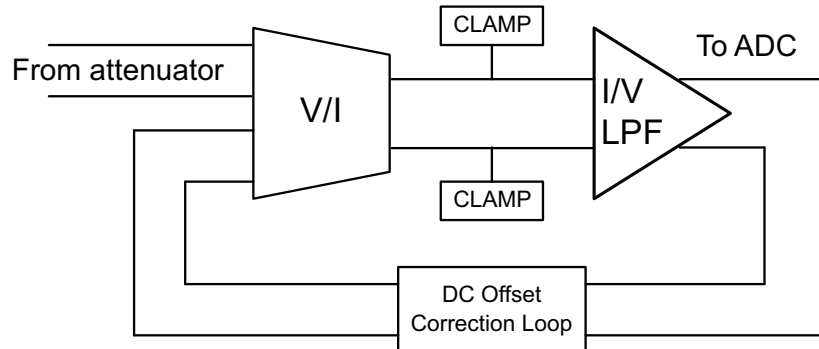 CLAMP
To ADC
From attenuator
V/I
I/V
LPF
CLAMP
DC Offset
Correction Loop